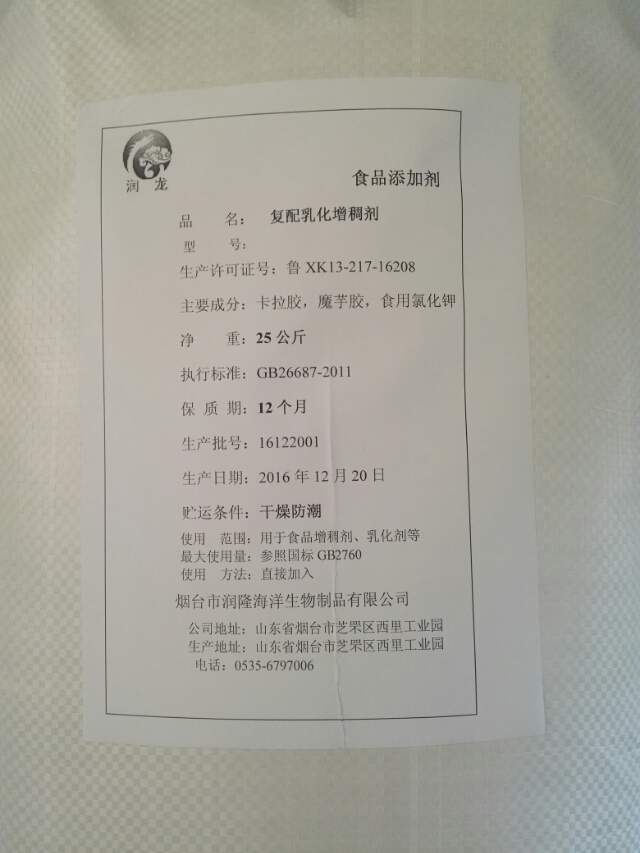 润 龙
食品添加剂
品 名： 复配乳化增稠剂
型 号：
生产许可证号：鲁 XK13-217-16208
主要成分：卡拉胶，魔芋胶，食用氯化钾
净 重：25 公斤
执行标准：GB26687-2011
保 质 期：12 个月
生产批号：16122001
生产日期：2016 年 12 月 20 日
贮运条件：干燥防潮
使用 范围：用于食品增稠剂、乳化剂等
最大使用量：参照国标 GB2760
使用 方法：直接加入
烟台市润隆海洋生物制品有限公司
公司地址：山东省烟台市芝罘区西里工业园
生产地址：山东省烟台市芝罘区西里工业园
电话：0535-6797006